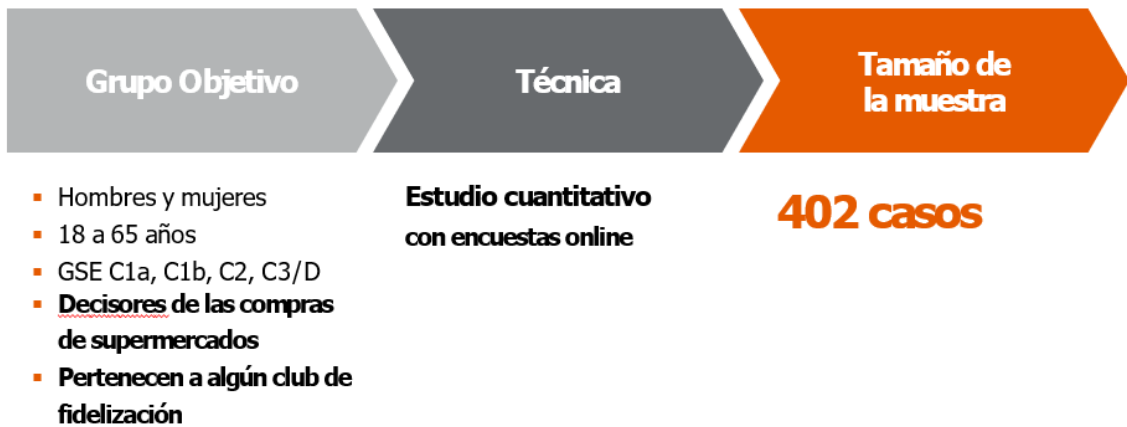 Grupo Objetivo
Técnica
Tamaño de
la muestra
Hombres y mujeres
18 a 65 años
GSE C1a, C1b, C2, C3/D
Decisores de las compras
de supermercados
Pertenecen a algún club de
fidelización
Estudio cuantitativo
con encuestas online
402 casos